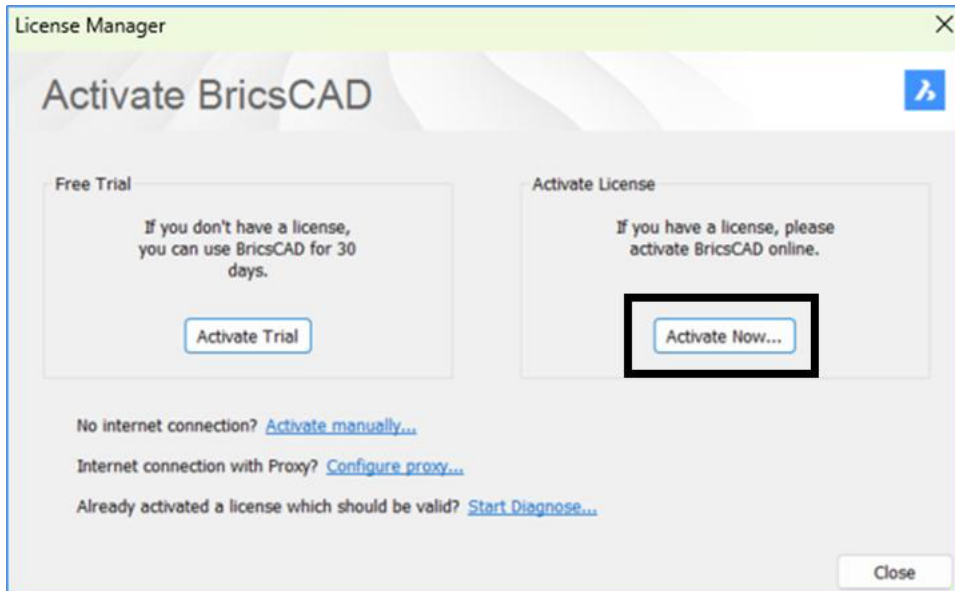 License Manager
Activate BricsCAD
Free Trial
If you don't have a license,
you can use BricsCAD for 30
days.
Activate Trial
Activate License
If you have a license, please
activate BricsCAD online.
Activate Now...
No internet connection? Activate manually...
Internet connection with Proxy? Configure proxy...
Already activated a license which should be valid? Start Diagnose...
Close